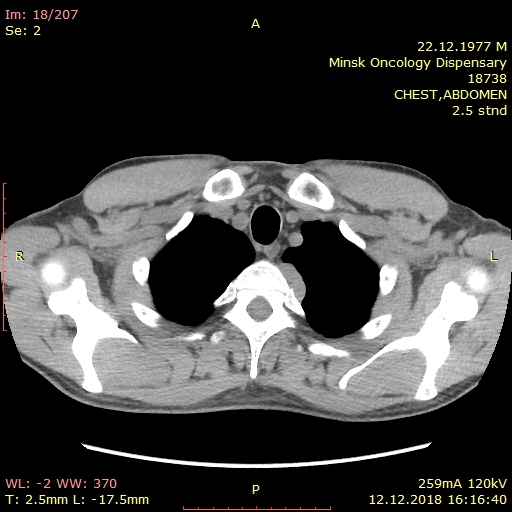 Im: 18/207
Se: 2
A
22.12.1977 M
Minsk Oncology Dispensary
18738
CHEST,ABDOMEN
2.5 stnd
R
L
WL: -2 WW: 370
T: 2.5mm L: -17.5mm
P
259mA 120kV
12.12.2018 16:16:40